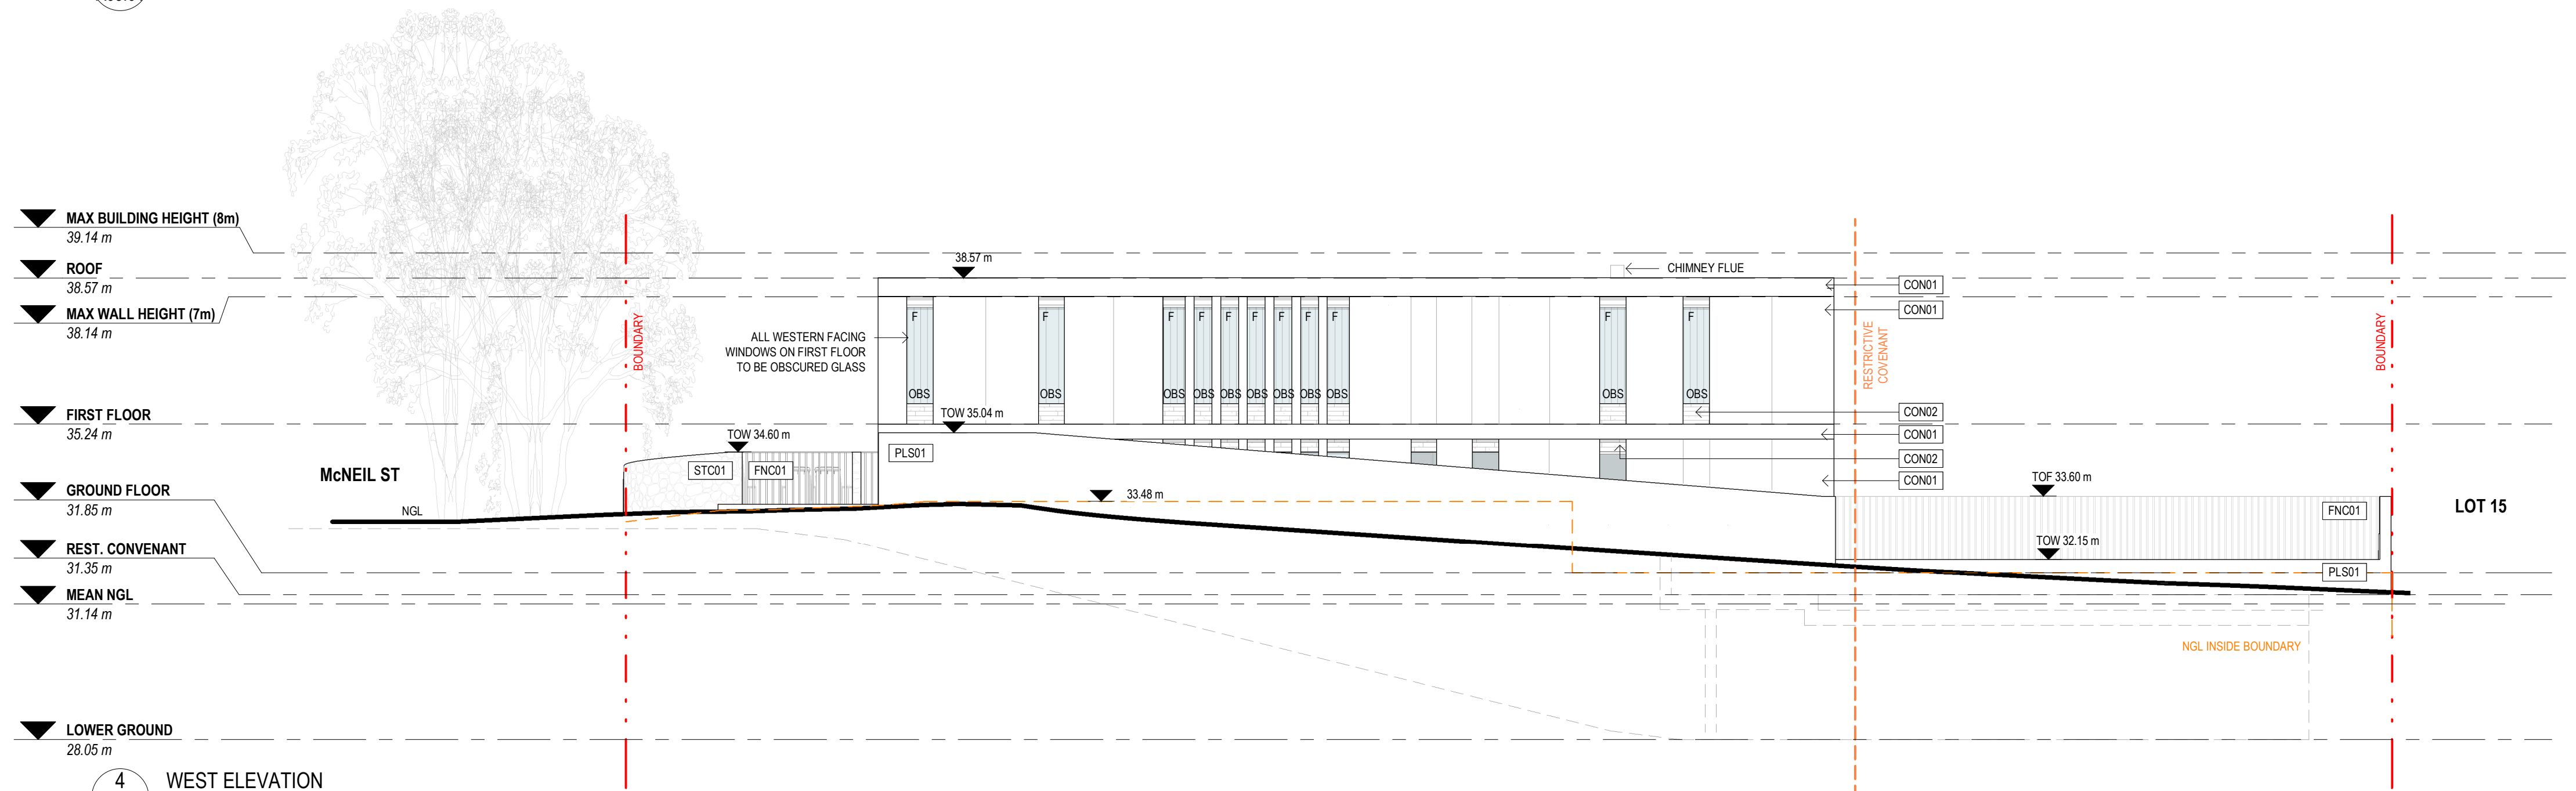 MAX BUILDING HEIGHT (8m)
39.14 m
ROOF
38.57 m
MAX WALL HEIGHT (7m)
38.14 m
FIRST FLOOR
35.24 m
GROUND FLOOR
31.85 m
REST. CONVENANT
31.35 m
MEAN NGL
31.14 m
LOWER GROUND
28.05 m
McNEIL ST
NGL
BOUNDARY
STC01
FNC01
TOW 34.60 m
ALL WESTERN FACING
WINDOWS ON FIRST FLOOR
TO BE OBSCURED GLASS
38.57 m
CHIMNEY FLUE
F F F F F F F F F F F
OBS OBS OBS OBS OBS OBS OBS OBS OBS OBS OBS
TOW 35.04 m
PLS01
33.48 m
CON01
CON01
CON02
CON01
CON02
CON01
RESTRICTIVE
COVENANT
BOUNDARY
TOF 33.60 m
FNC01
TOW 32.15 m
PLS01
LOT 15
NGL INSIDE BOUNDARY
4
WEST ELEVATION